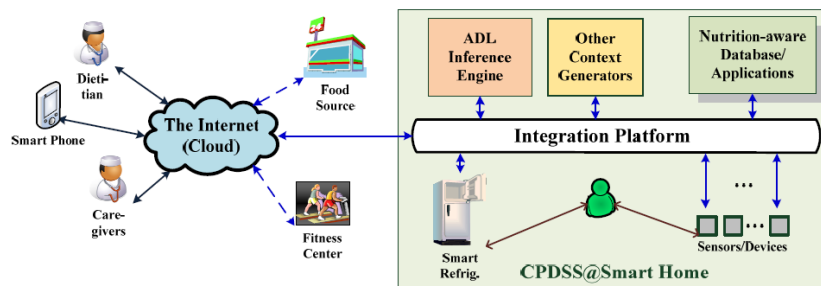 Dieti-
tian
Smart Phone
Care-
givers
The Internet
(Cloud)
Food
Source
Fitness
Center
ADL
Inference
Engine
Other
Context
Generators
Nutrition-aware
Database/
Applications
Integration Platform
...
...
Smart
Refrig.
Sensors/Devices
CPDSS@Smart Home